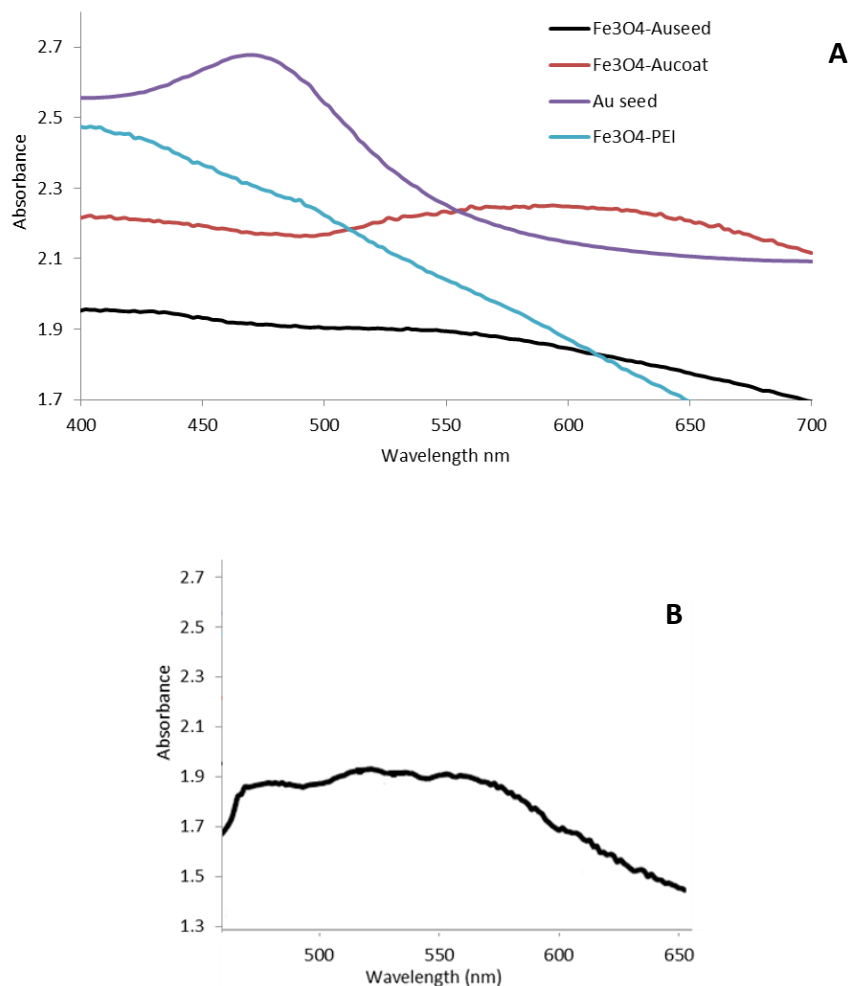 A
Fe3O4-Auseed
Fe3O4-Aucoat
Au seed
Fe3O4-PEI
2.7
2.5
2.3
2.1
1.9
1.7
Absorbance
400 450 500 550 600 650 700
Wavelength nm
B
2.7
2.5
2.3
2.1
1.9
1.7
1.5
1.3
Absorbance
500 550 600 650
Wavelength (nm)